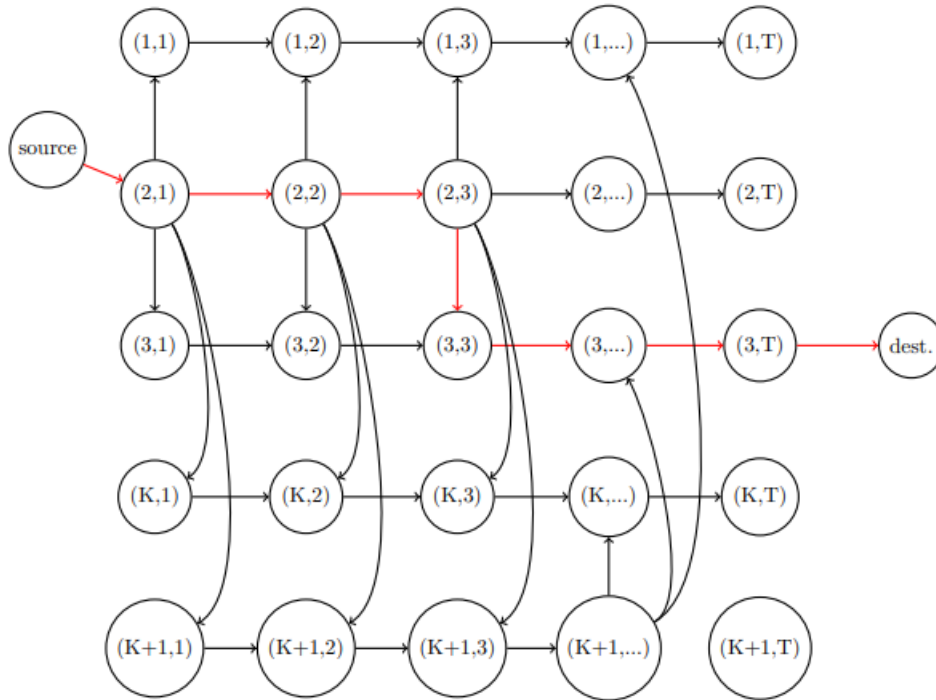 (1,1) (1,2) (1,3) (1,...) (1,T)
source
(2,1) (2,2) (2,3) (2,...) (2,T)
(3,1) (3,2) (3,3) (3,...) (3,T) dest.
(K,1) (K,2) (K,3) (K,...) (K,T)
(K+1,1) (K+1,2) (K+1,3) (K+1,...) (K+1,T)